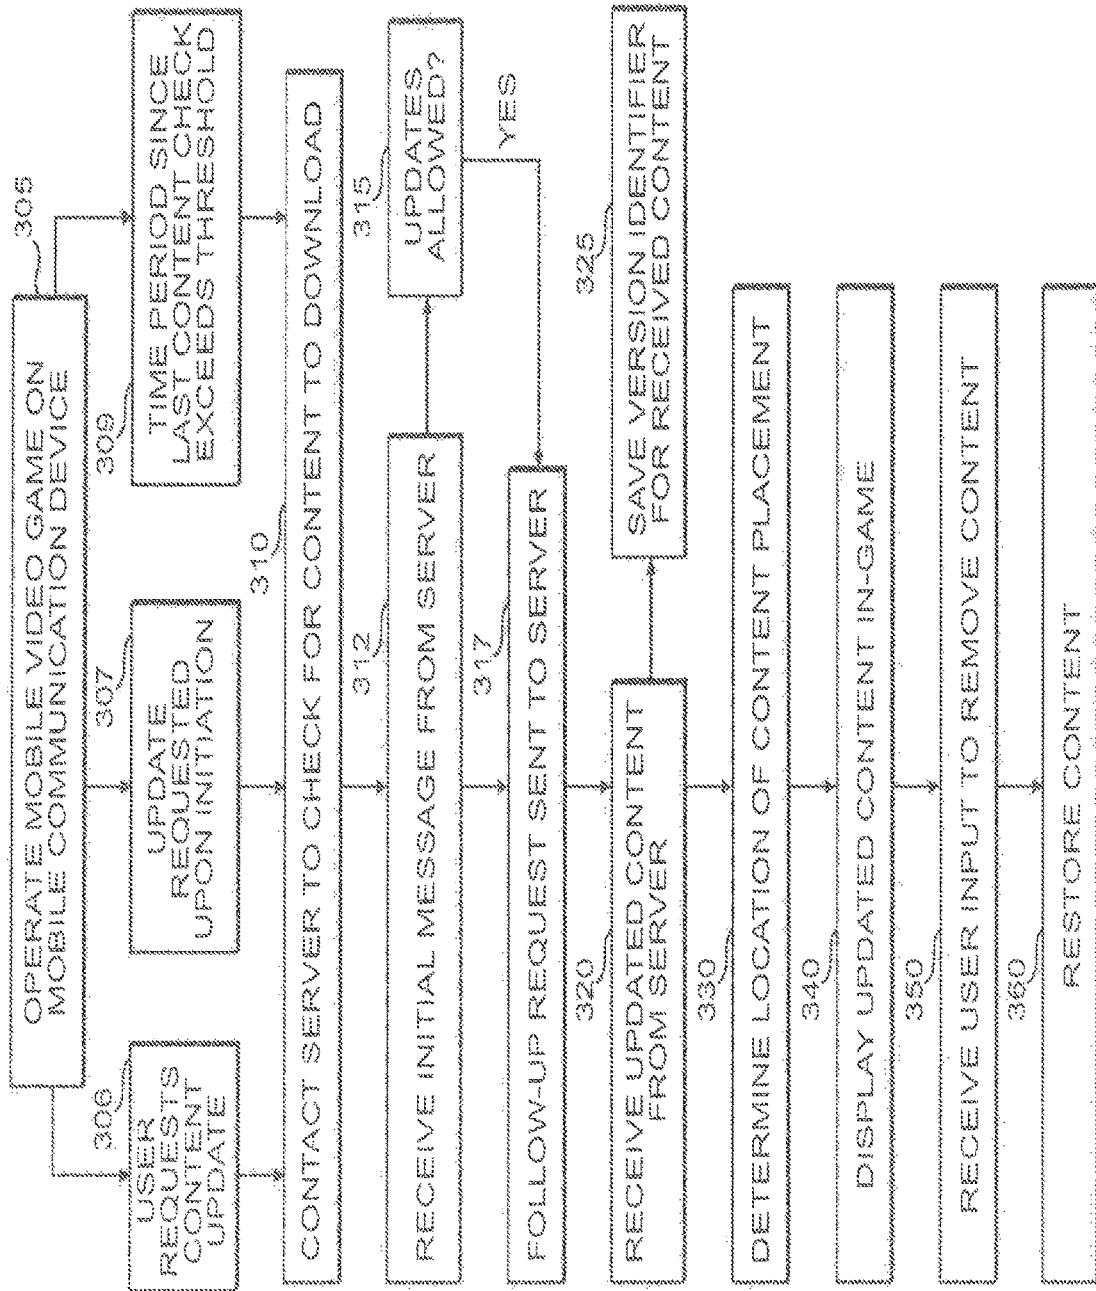 305
OPERATE MOBILE VIDEO GAME ON
MOBILE COMMUNICATION DEVICE
308
USER
REQUESTS
CONTENT
UPDATE
307
UPDATE
REQUESTED
UPON INITIATION
309
TIME PERIOD SINCE
LAST CONTENT CHECK
EXCEEDS THRESHOLD
310
CONTACT SERVER TO CHECK FOR CONTENT TO DOWNLOAD
312
RECEIVE INITIAL MESSAGE FROM SERVER
315
UPDATES
ALLOWED?
YES
317
FOLLOW-UP REQUEST SENT TO SERVER
320
RECEIVE UPDATED CONTENT
FROM SERVER
325
SAVE VERSION IDENTIFIER
FOR RECEIVED CONTENT
330
DETERMINE LOCATION OF CONTENT PLACEMENT
340
DISPLAY UPDATED CONTENT IN-GAME
350
RECEIVE USER INPUT TO REMOVE CONTENT
360
RESTORE CONTENT